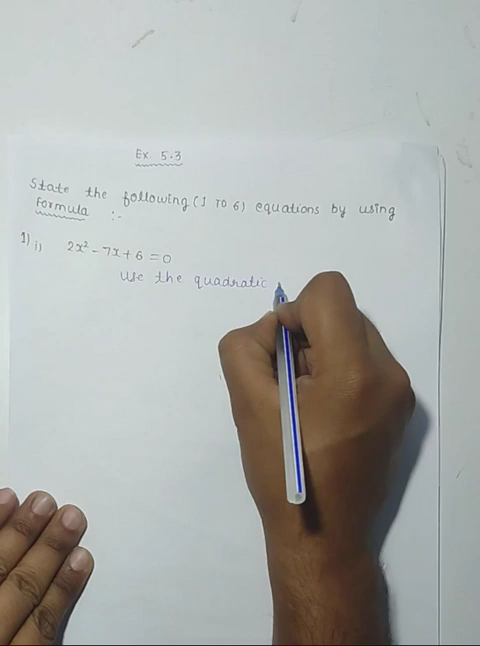 Ex 5.3
State the following (1 TO 6) equations by using
Formula :-
1) i) 2x² - 7x + 6 = 0
Use the quadratic